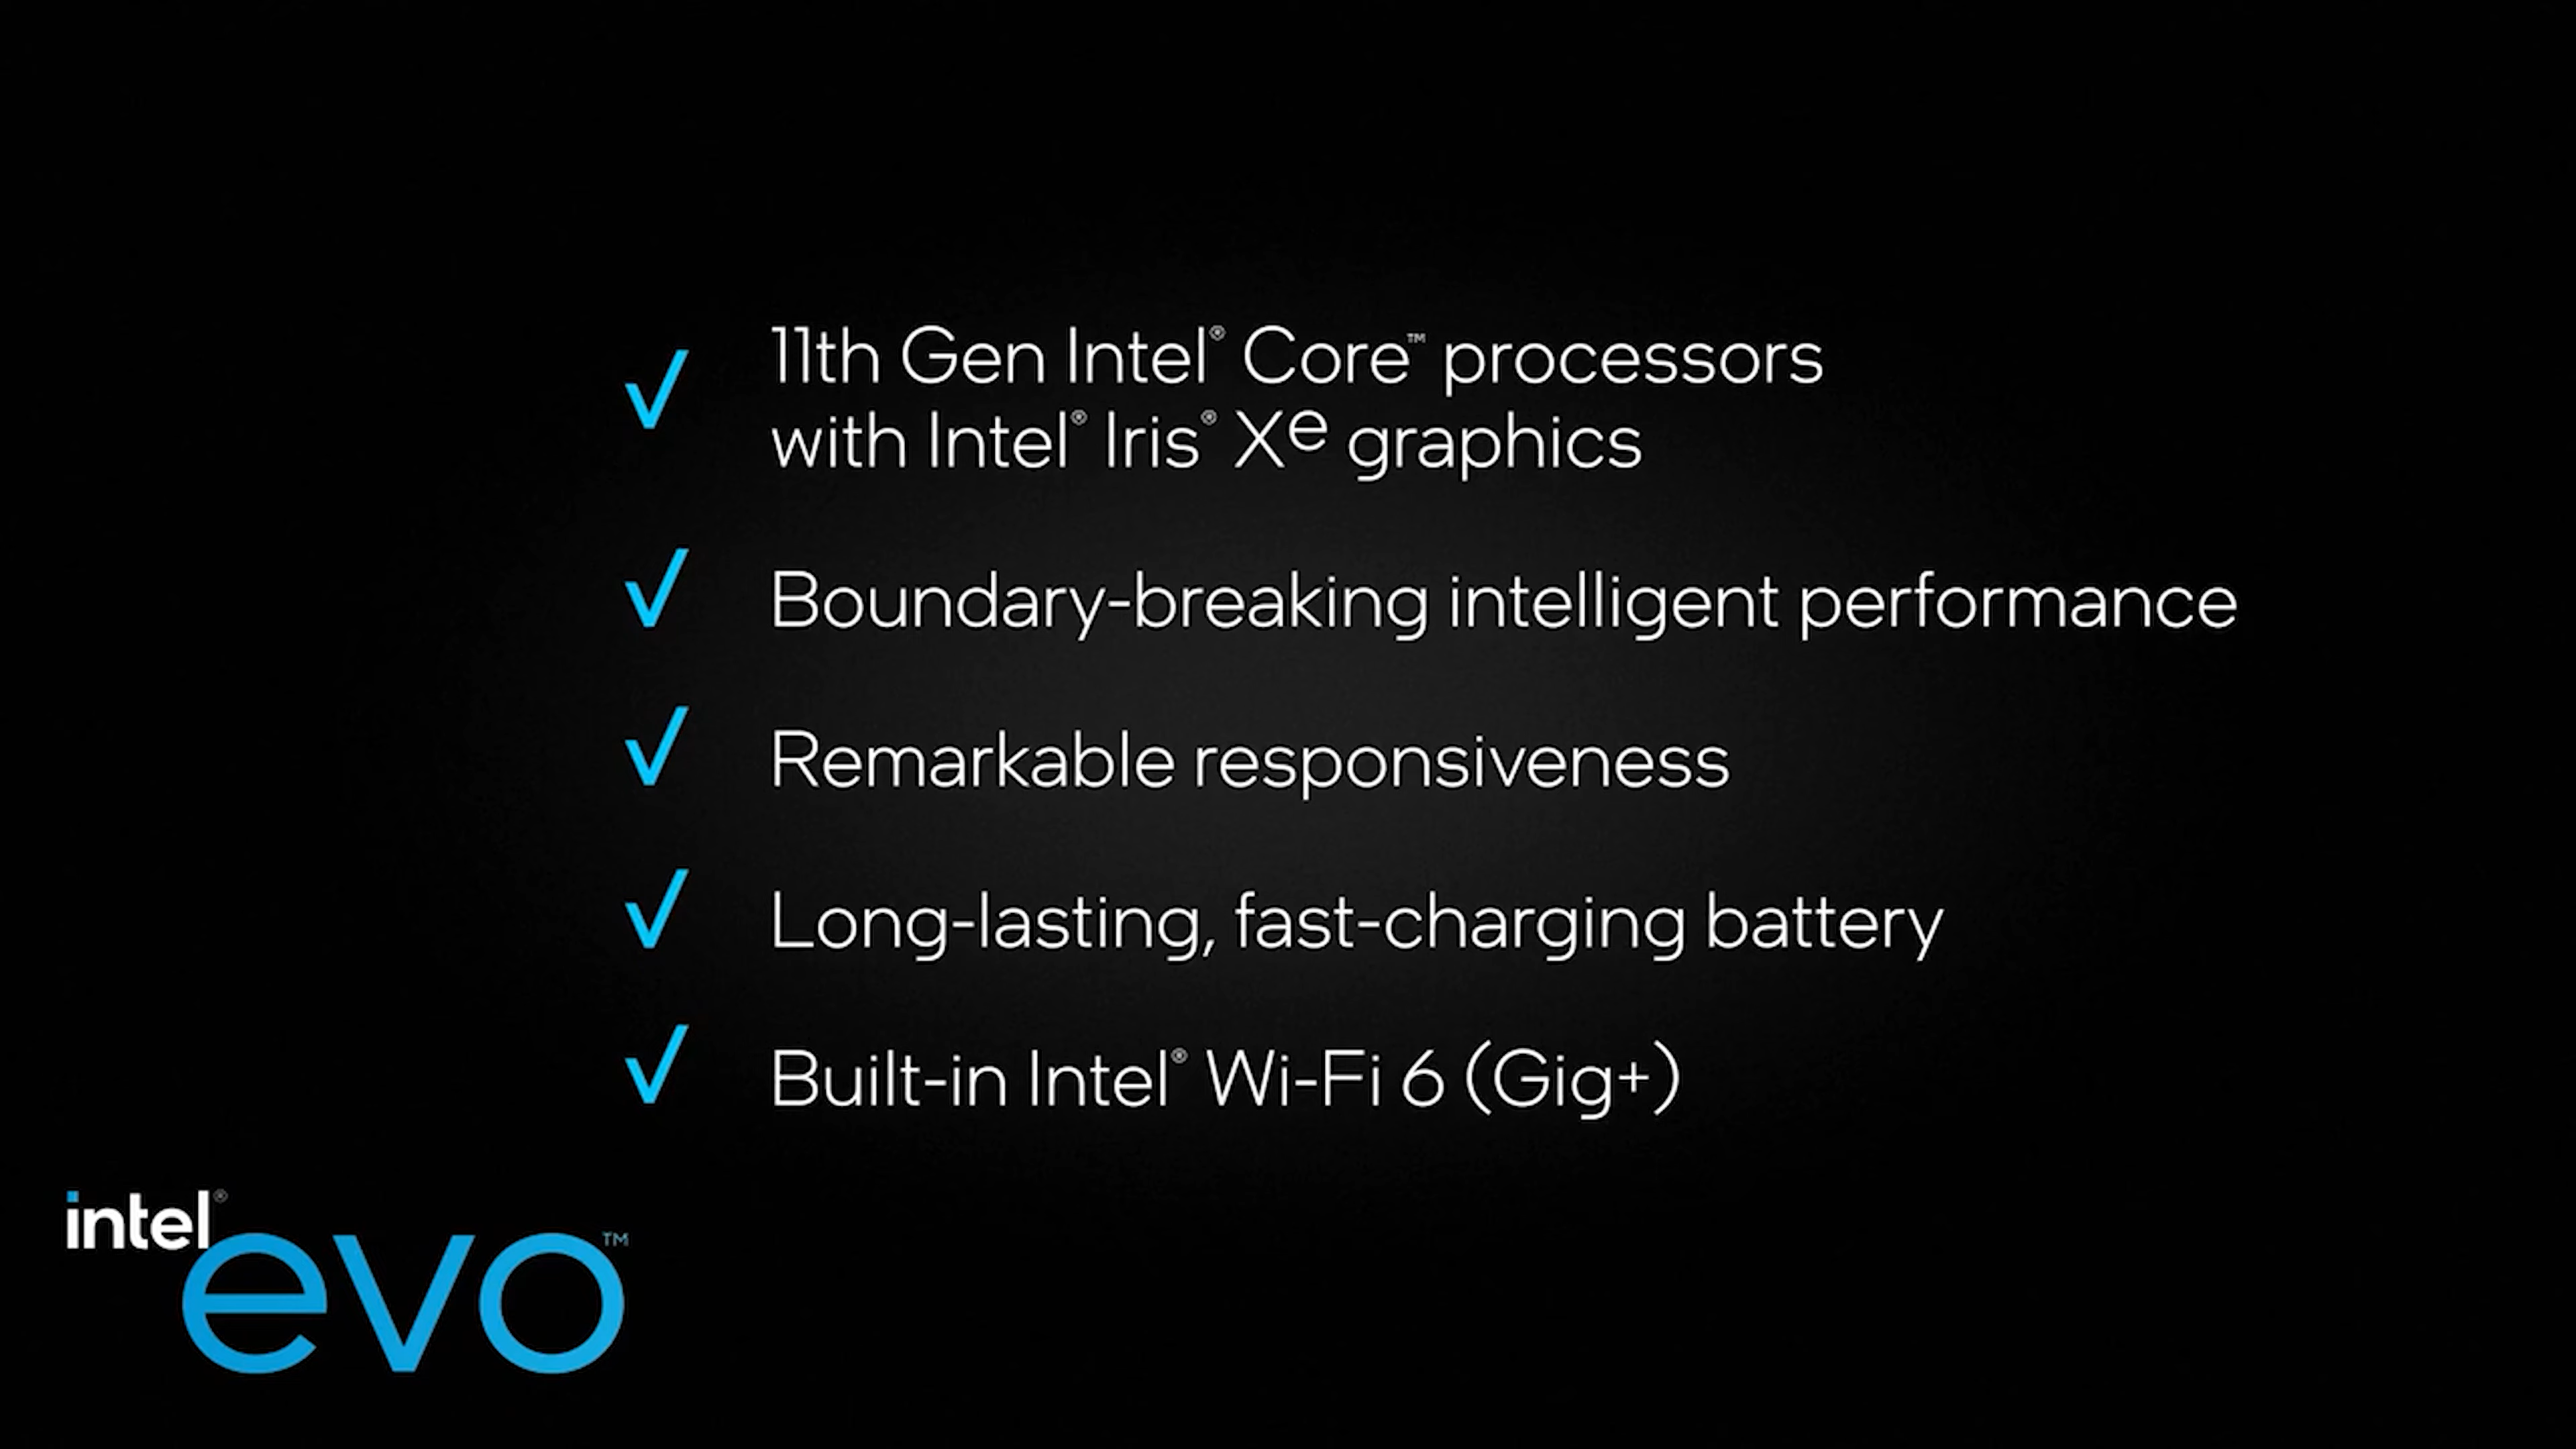 11th Gen Intel® Core™ processors
with Intel® Iris® Xe graphics
Boundary-breaking intelligent performance
Remarkable responsiveness
Long-lasting, fast-charging battery
Built-in Intel® Wi-Fi 6 (Gig+)
intel®
evo™